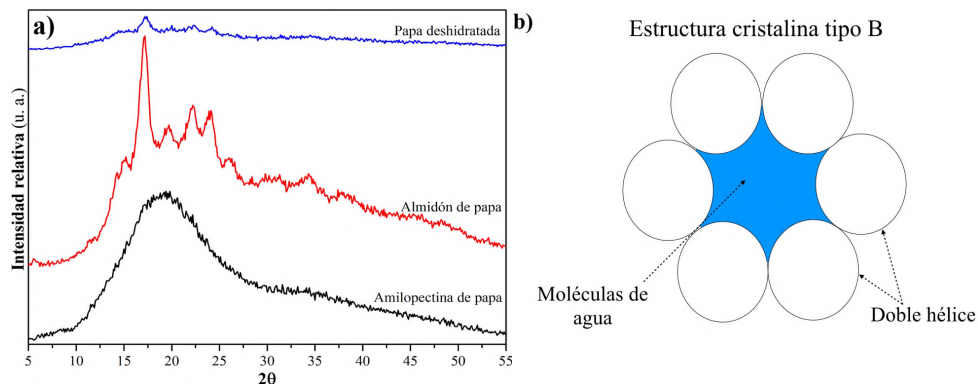 a)
Papa deshidratada
Almidón de papa
Amilopectina de papa
Intensidad relativa (u. a.)
5 10 15 20 25 30 35 40 45 50 55
2θ
b)
Estructura cristalina tipo B
Moléculas de
agua
Doble hélice